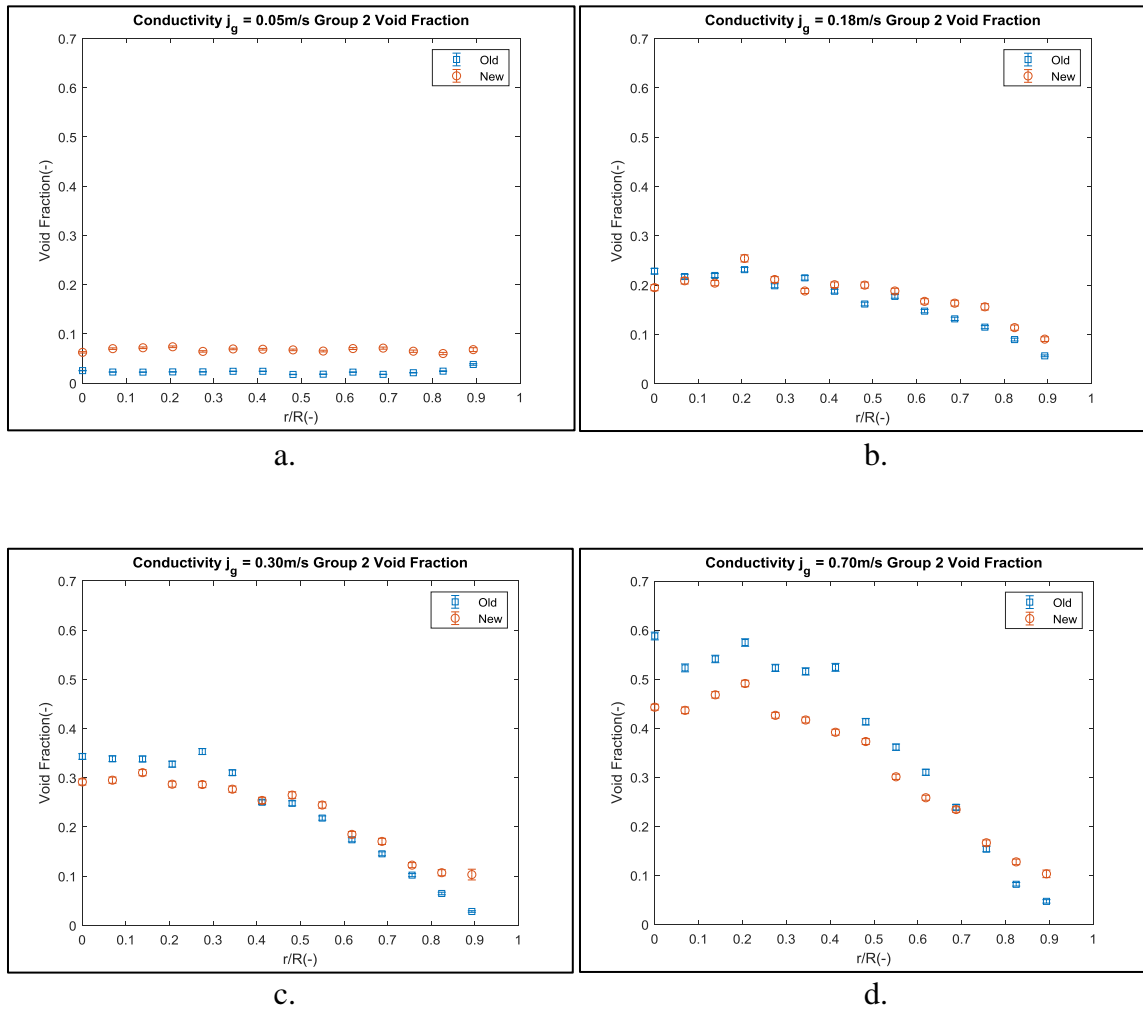 Conductivity j_g = 0.05m/s Group 2 Void Fraction
0.7
0.6
0.5
0.4
0.3
0.2
0.1
0
Void Fraction(-)
Old
New
0 0.1 0.2 0.3 0.4 0.5 0.6 0.7 0.8 0.9 1
r/R(-)
a.
Conductivity j_g = 0.18m/s Group 2 Void Fraction
0.7
0.6
0.5
0.4
0.3
0.2
0.1
0
Void Fraction(-)
Old
New
0 0.1 0.2 0.3 0.4 0.5 0.6 0.7 0.8 0.9 1
r/R(-)
b.
Conductivity j_g = 0.30m/s Group 2 Void Fraction
0.7
0.6
0.5
0.4
0.3
0.2
0.1
0
Void Fraction(-)
Old
New
0 0.1 0.2 0.3 0.4 0.5 0.6 0.7 0.8 0.9 1
r/R(-)
c.
Conductivity j_g = 0.70m/s Group 2 Void Fraction
0.7
0.6
0.5
0.4
0.3
0.2
0.1
0
Void Fraction(-)
Old
New
0 0.1 0.2 0.3 0.4 0.5 0.6 0.7 0.8 0.9 1
r/R(-)
d.